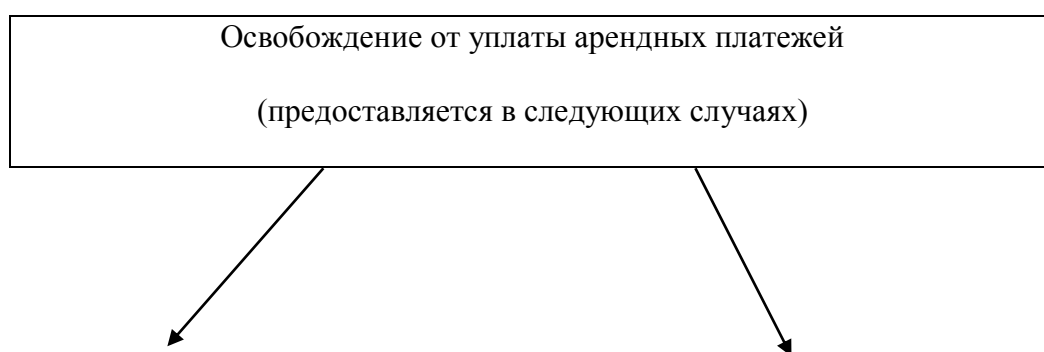 Освобождение от уплаты арендных платежей
(предоставляется в следующих случаях)